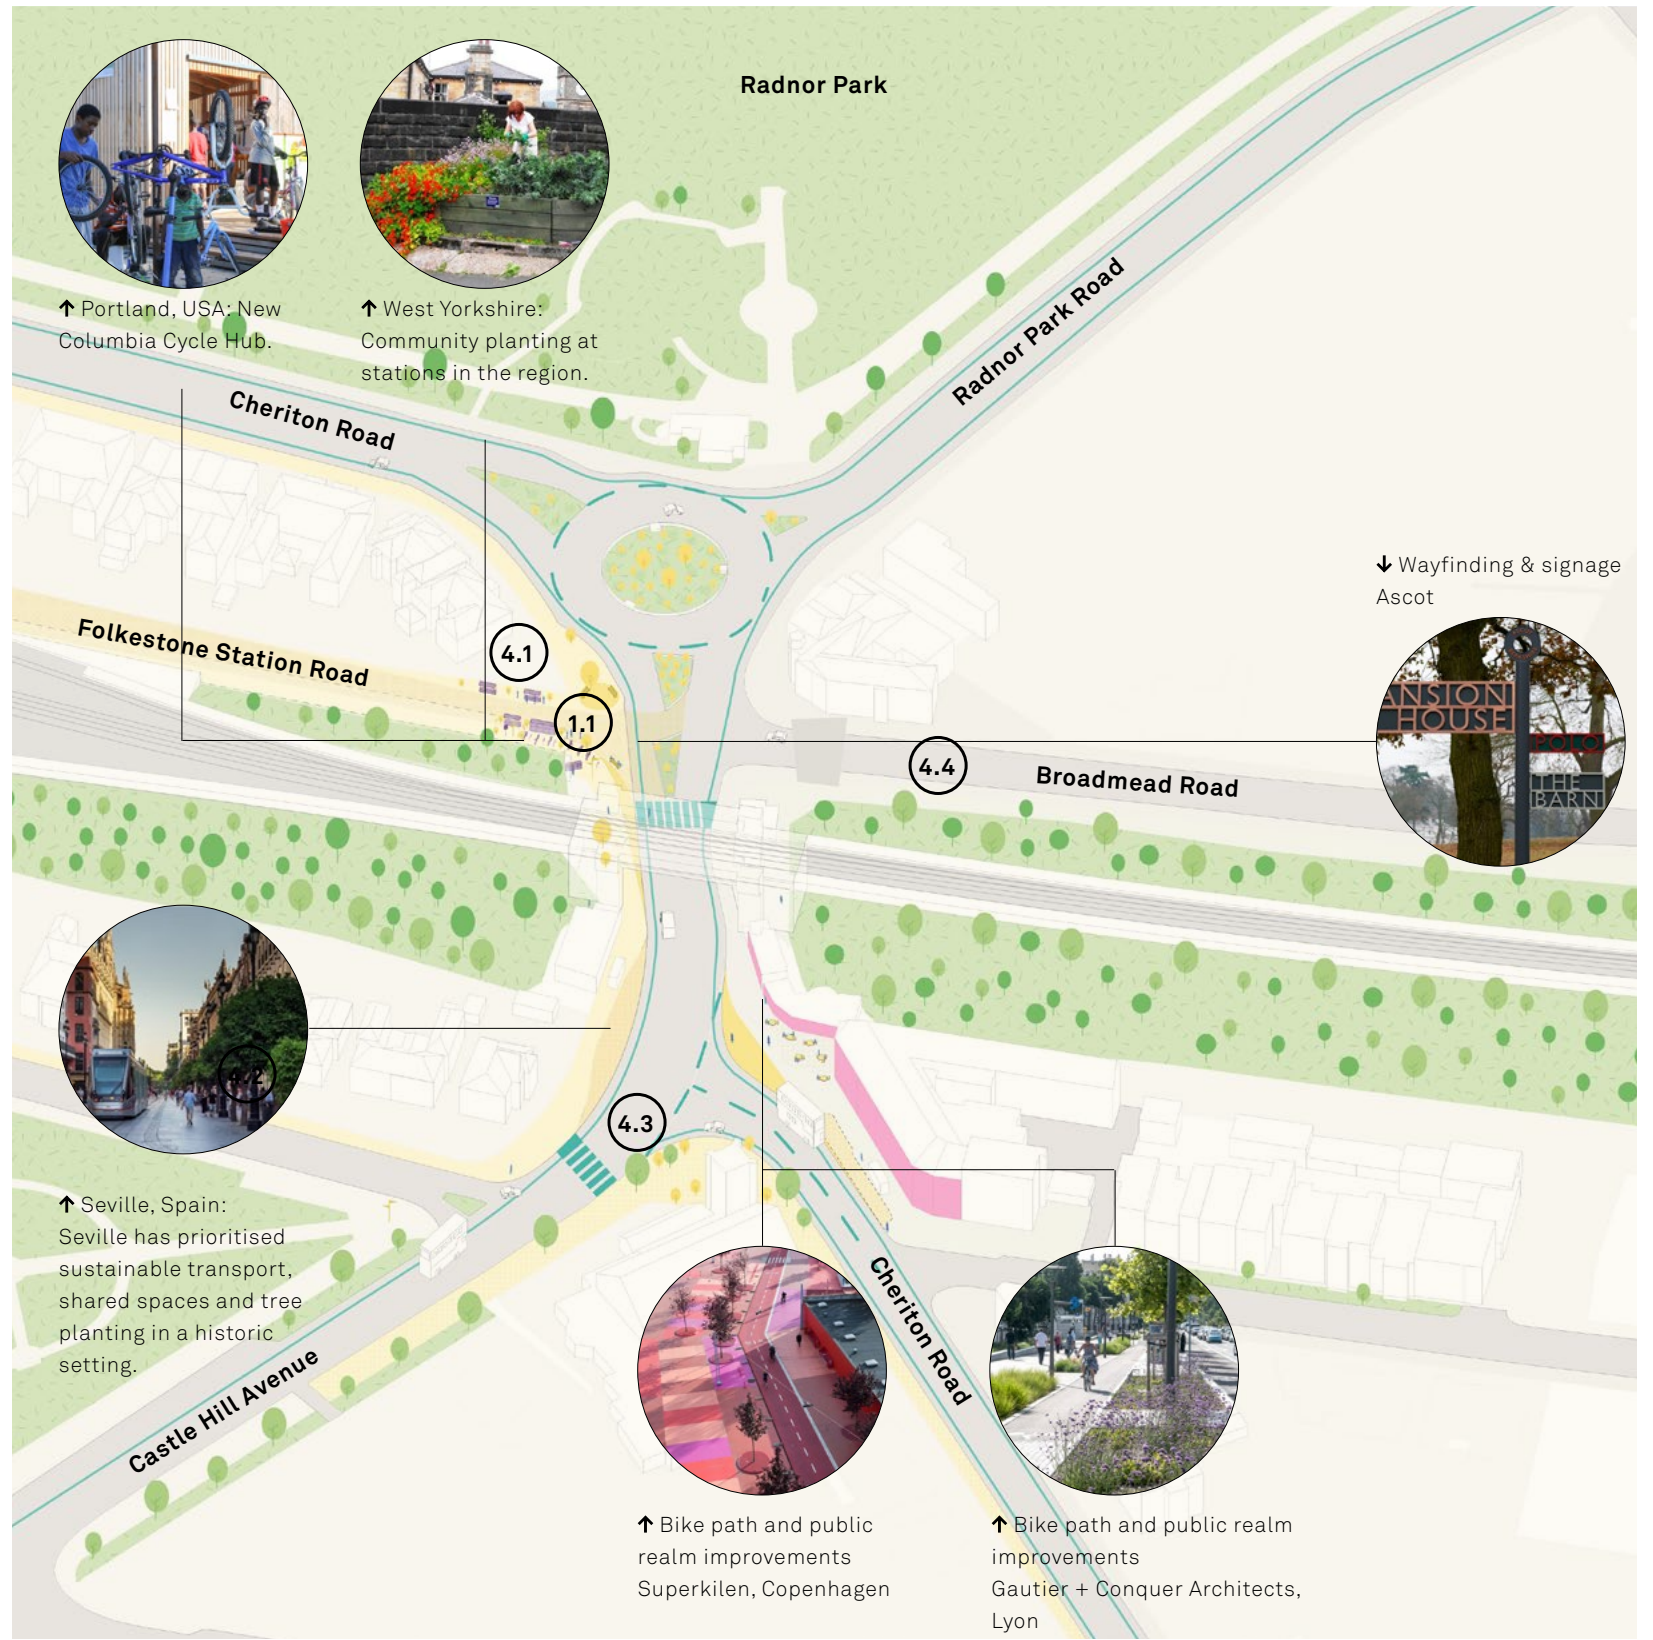 Radnor Park
↑ Portland, USA: New
Columbia Cycle Hub.
↑ West Yorkshire:
Community planting at
stations in the region.
Cheriton Road
Radnor Park Road
↓ Wayfinding & signage
Ascot
ANSION
HOUSE
POLO
THE
BARN
Folkestone Station Road
4.1
1.1
4.4
Broadmead Road
4.2
4.3
↑ Seville, Spain:
Seville has prioritised
sustainable transport,
shared spaces and tree
planting in a historic
setting.
Castle Hill Avenue
Cheriton Road
↑ Bike path and public
realm improvements
Superkilen, Copenhagen
↑ Bike path and public realm
improvements
Gautier + Conquer Architects,
Lyon